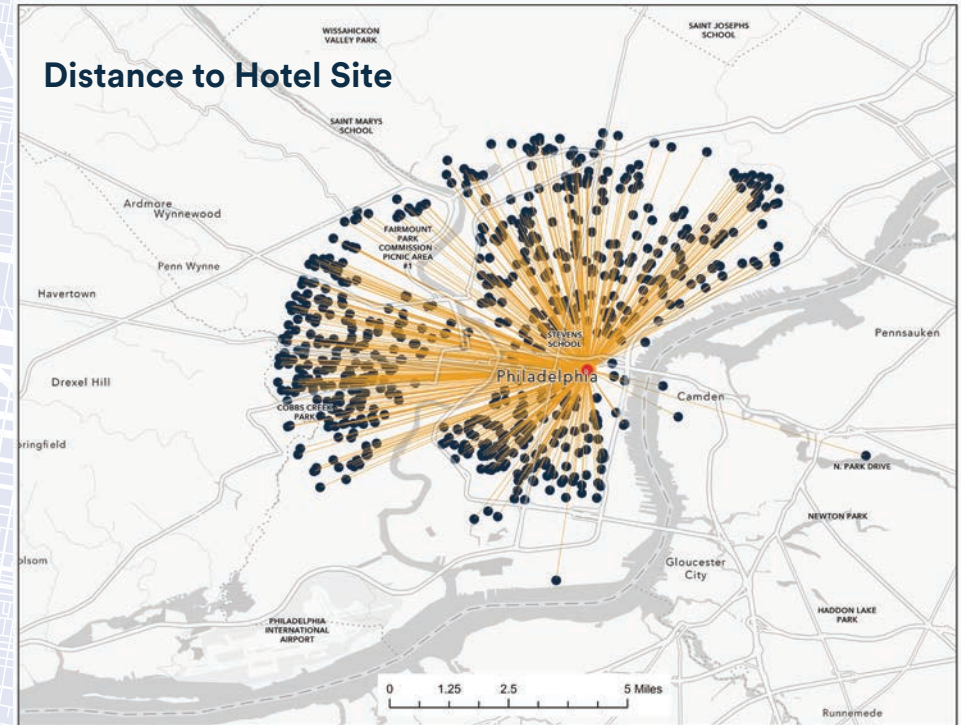 WISSAHICKON
VALLEY PARK
SAINT JOSEPHS
SCHOOL
Distance to Hotel Site
SAINT MARYS
SCHOOL
Ardmore
Wynnewood
FAIRMOUNT
PARK
COMMISSION
PICNIC AREA
#1
Penn Wynne
Havertown
STEVENS
SCHOOL
Pennsauken
Philadelphia
Drexel Hill
Camden
COBBS CREEK
PARK
pringfield
N. PARK DRIVE
NEWTON PARK
olsom
Gloucester
City
HADDON LAKE
PARK
PHILADELPHIA
INTERNATIONAL
AIRPORT
0 1.25 2.5 5 Miles
Runnemede